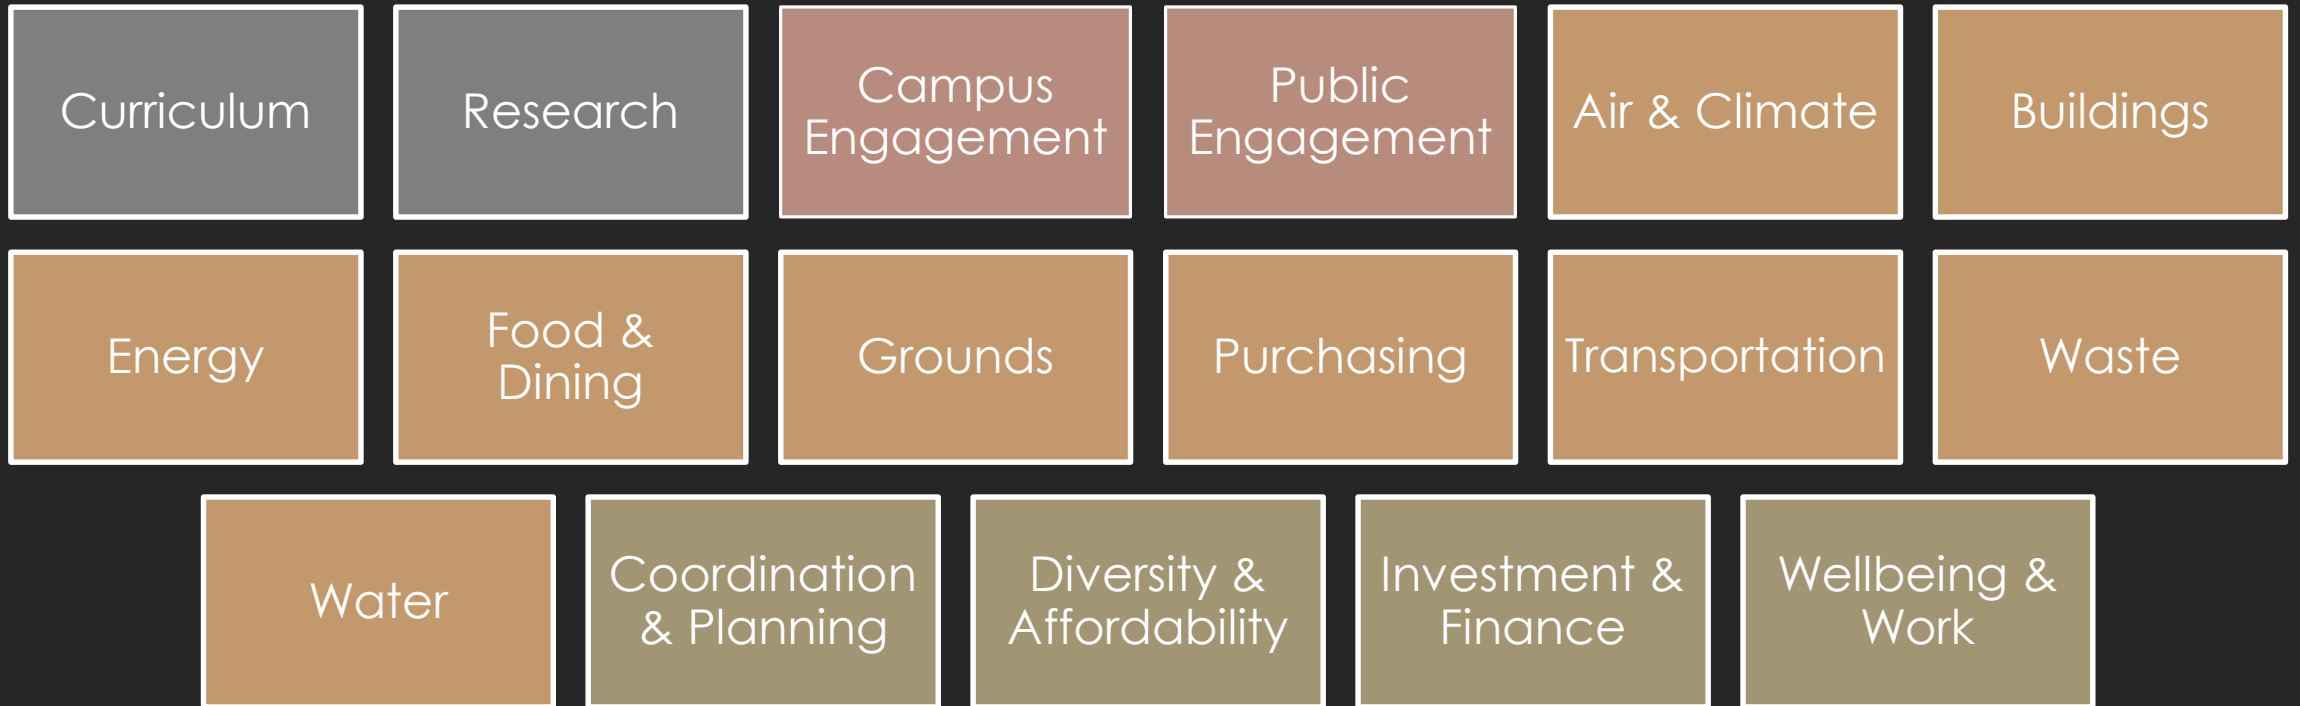 Curriculum
Research
Campus
Engagement
Public
Engagement
Air & Climate
Buildings
Energy
Food &
Dining
Grounds
Purchasing
Transportation
Waste
Water
Coordination
& Planning
Diversity &
Affordability
Investment &
Finance
Wellbeing &
Work